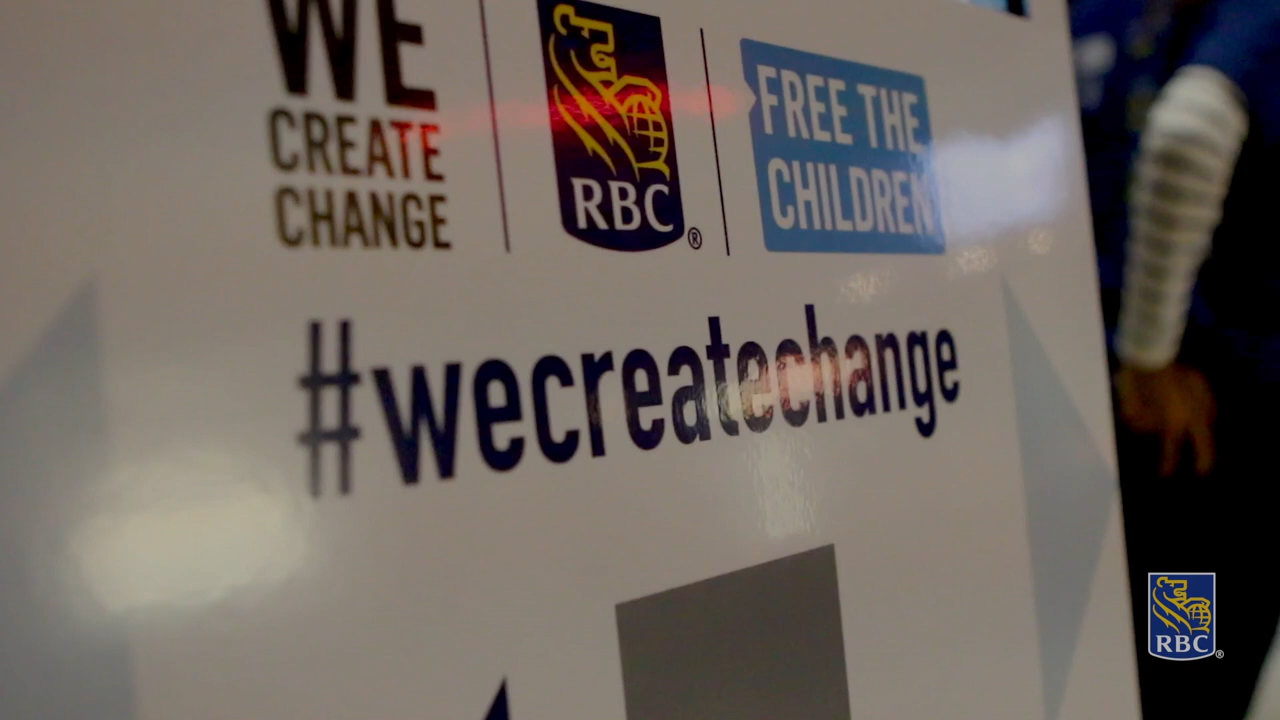 WE
CREATE
CHANGE
RBC
®
FREE THE
CHILDREN
#wecreatechange
RBC
®